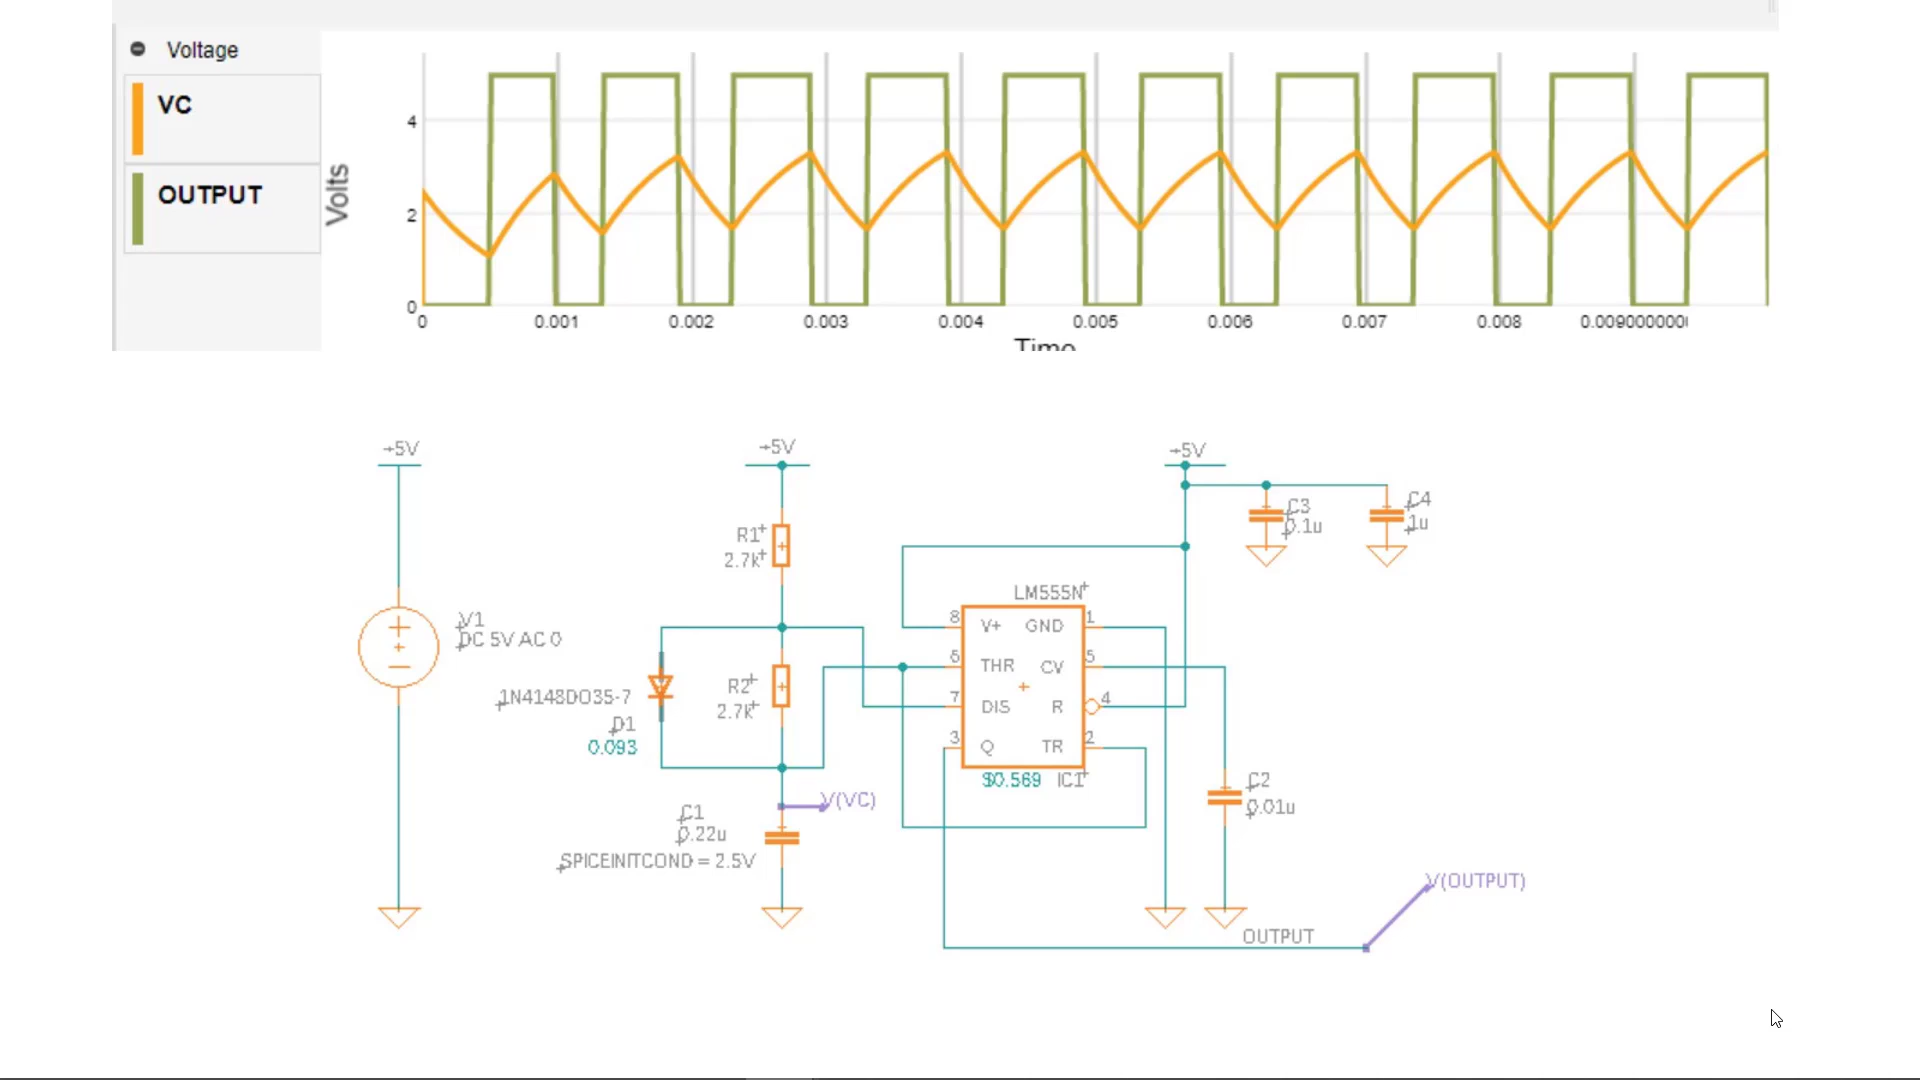 Voltage
VC
OUTPUT
Volts
4
2
0
0
0.001
0.002
0.003
0.004
0.005
0.006
0.007
0.008
0.009000000
Time
+5V
+5V
+5V
C3
0.1u
C4
1u
R1
2.7k
LM555N
V1
DC 5V AC 0
8
V+
GND
1
6
THR
CV
5
7
DIS
R
4
3
Q
TR
2
$0.569
IC1
1N4148DO35-7
D1
0.093
R2
2.7k
V(VC)
C1
0.22u
SPICEINITCOND = 2.5V
C2
0.01u
V(OUTPUT)
OUTPUT